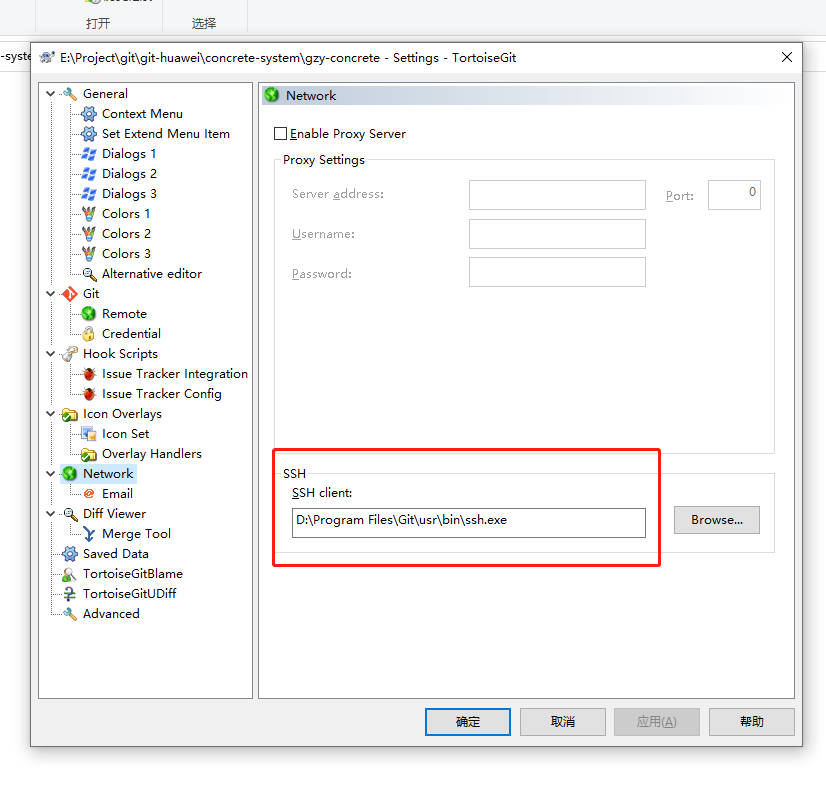 打开
选择
-syste
E:\Project\git\git-huawei\concrete-system\gzy-concrete - Settings - TortoiseGit
General
Context Menu
Set Extend Menu Item
Dialogs 1
Dialogs 2
Dialogs 3
Colors 1
Colors 2
Colors 3
Alternative editor
Git
Remote
Credential
Hook Scripts
Issue Tracker Integration
Issue Tracker Config
Icon Overlays
Icon Set
Overlay Handlers
Network
Email
Diff Viewer
Merge Tool
Saved Data
TortoiseGitBlame
TortoiseGitUDiff
Advanced
Network
Enable Proxy Server
Proxy Settings
Server address:
Port:
0
Username:
Password:
SSH
SSH client:
D:\Program Files\Git\usr\bin\ssh.exe
Browse...
确定
取消
应用(A)
帮助